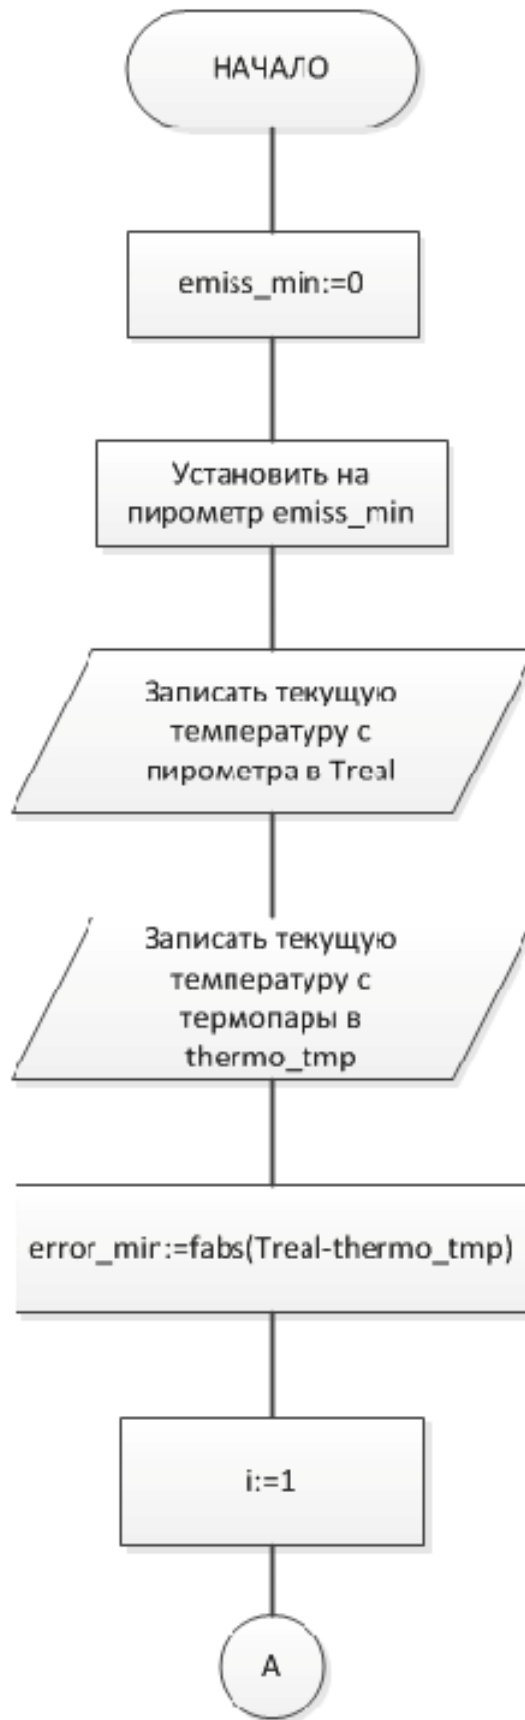 НАЧАЛО
emiss_min:=0
Установить на
пирометр emiss_min
Записать текущую
температуру с
пирометра в Treal
Записать текущую
температуру с
термопары в
thermo_tmp
error_min:=fabs(Treal-thermo_tmp)
i:=1
A